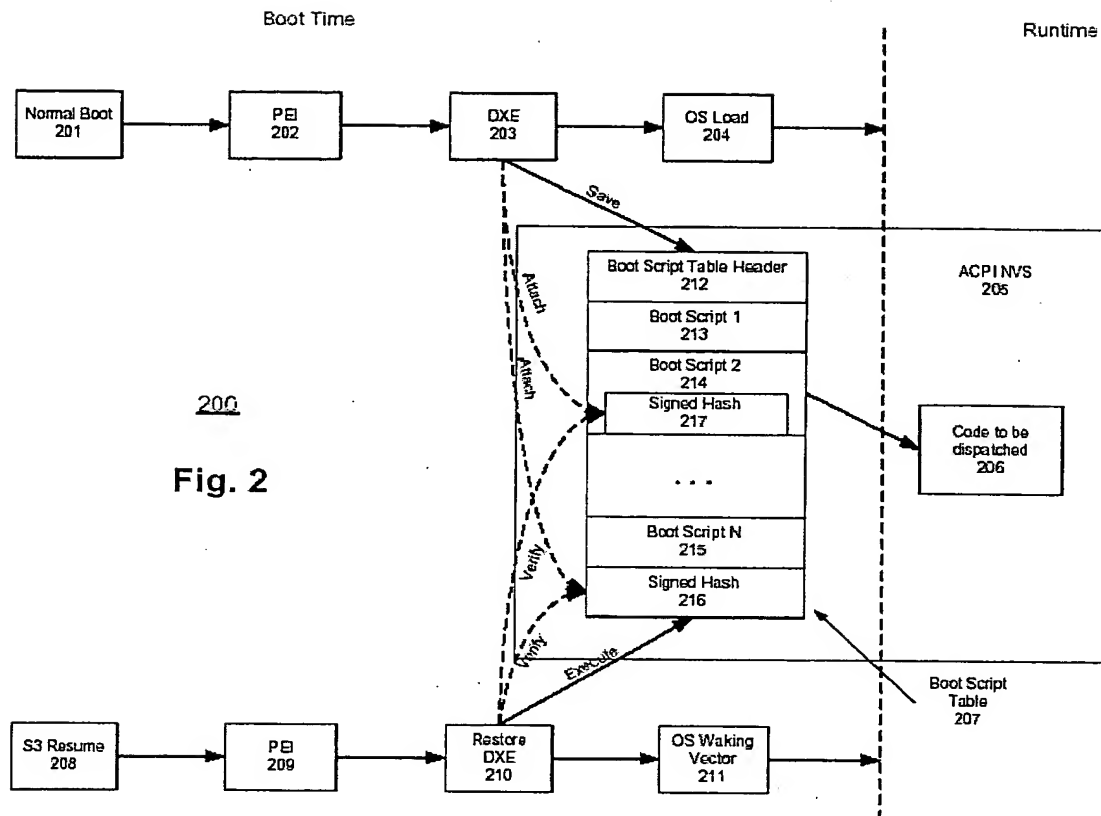 Boot Time
Runtime
Normal Boot
201
PEI
202
DXE
203
OS Load
204
Save
Attach
Attach
Boot Script Table Header
212
Boot Script 1
213
Boot Script 2
214
Signed Hash
217
. . .
Boot Script N
215
Signed Hash
216
ACPI NVS
205
Code to be
dispatched
206
200
Fig. 2
Verify
Verify
Execute
Boot Script
Table
207
S3 Resume
208
PEI
209
Restore
DXE
210
OS Waking
Vector
211